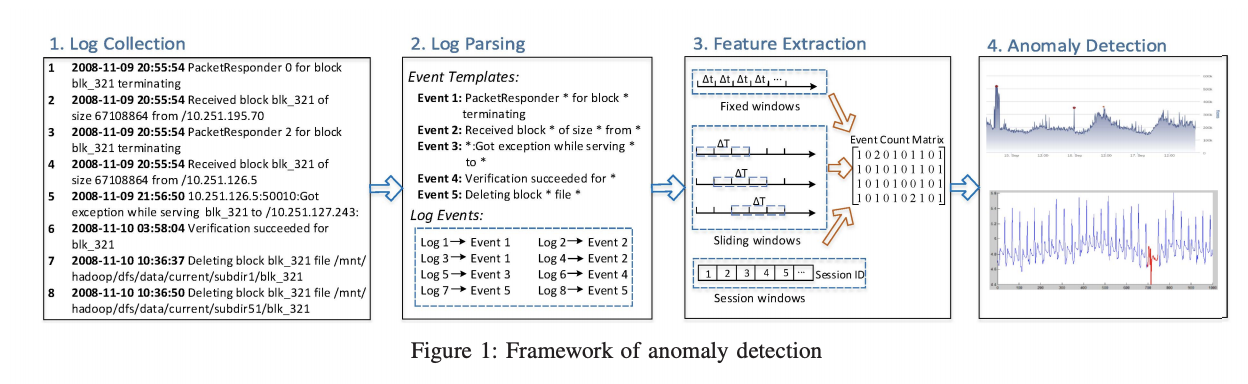 1. Log Collection
1 2008-11-09 20:55:54 PacketResponder 0 for block
blk_321 terminating
2 2008-11-09 20:55:54 Received block blk_321 of
size 67108864 from /10.251.195.70
3 2008-11-09 20:55:54 PacketResponder 2 for block
blk_321 terminating
4 2008-11-09 20:55:54 Received block blk_321 of
size 67108864 from /10.251.126.5
5 2008-11-09 21:56:50 10.251.126.5:50010:Got
exception while serving blk_321 to /10.251.127.243:
6 2008-11-10 03:58:04 Verification succeeded for
blk_321
7 2008-11-10 10:36:37 Deleting block blk_321 file /mnt/
hadoop/dfs/data/current/subdir1/blk_321
8 2008-11-10 10:36:50 Deleting block blk_321 file /mnt/
hadoop/dfs/data/current/subdir51/blk_321
2. Log Parsing
Event Templates:
Event 1: PacketResponder * for block *
terminating
Event 2: Received block * of size * from *
Event 3: *:Got exception while serving *
to *
Event 4: Verification succeeded for *
Event 5: Deleting block * file *
Log Events:
Log 1 → Event 1 Log 2 → Event 2
Log 3 → Event 1 Log 4 → Event 2
Log 5 → Event 3 Log 6 → Event 4
Log 7 → Event 5 Log 8 → Event 5
3. Feature Extraction
Δt Δt Δt Δt ...
Fixed windows
ΔT
ΔT
ΔT
Sliding windows
1 2 3 4 5 ... Session ID
Session windows
Event Count Matrix
1 0 2 0 1 0 1 1 0 1
1 0 1 0 0 1 0 1 1 0
1 0 1 0 1 0 0 1 0 1
1 0 1 0 1 0 2 1 0 1
4. Anomaly Detection
Figure 1: Framework of anomaly detection